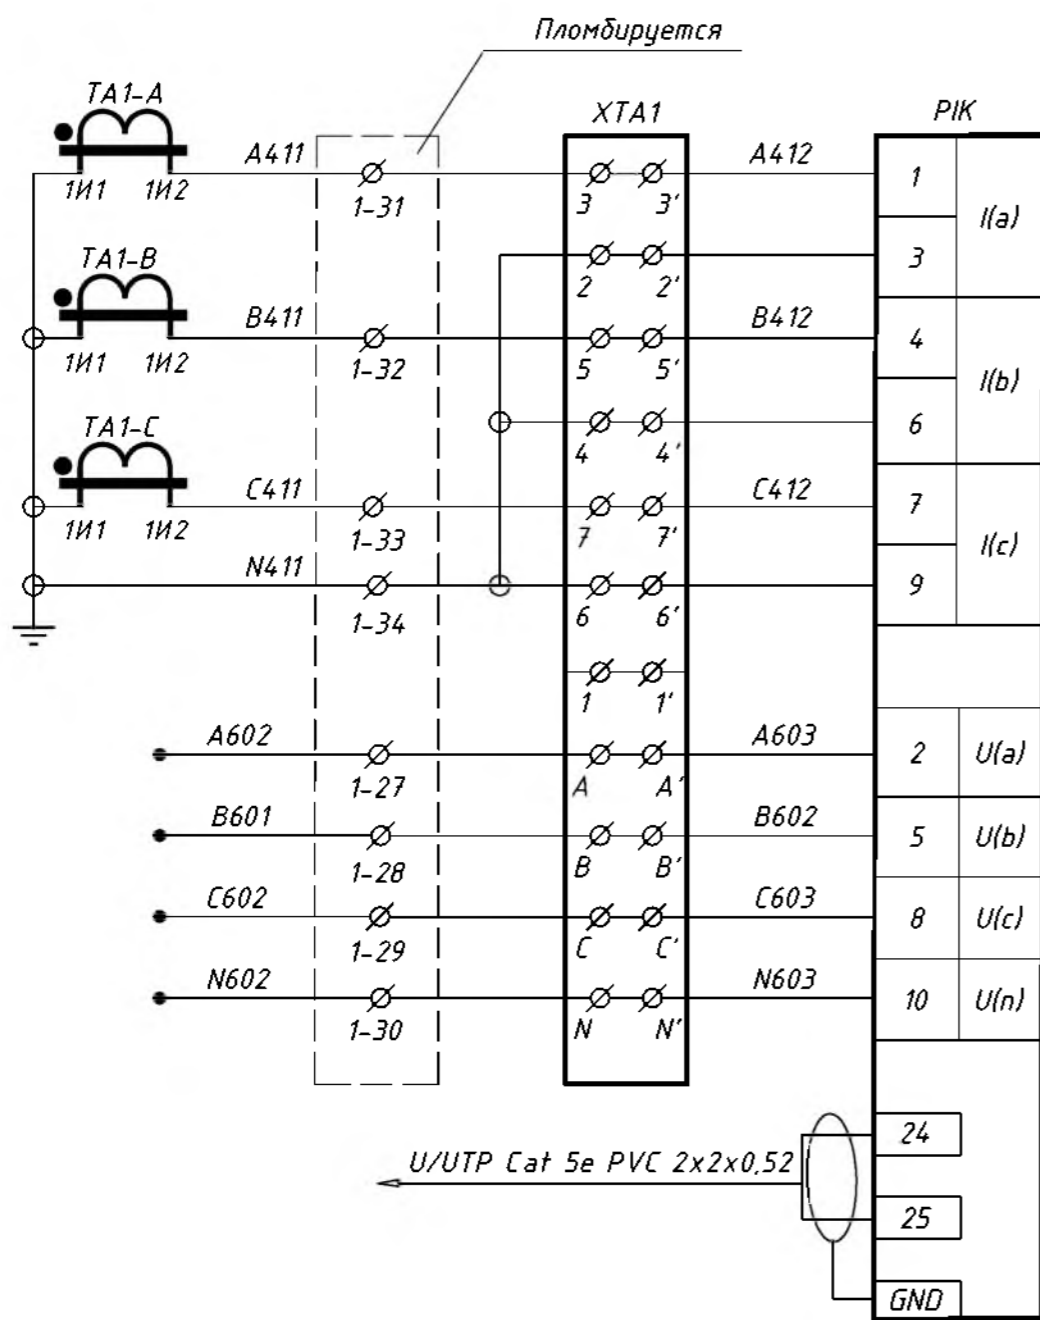 Пломбируется
TA1-A
XTA1
PIK
A411
A412
1И1 1И2
1-31
3 3'
1
I(a)
TA1-B
2 2'
3
B411
B412
1И1 1И2
1-32
5 5'
4
I(b)
TA1-C
4 4'
6
C411
C412
1И1 1И2
1-33
7 7'
7
I(c)
N411
1-34
6 6'
9
1 1'
A602
A603
1-27
A A'
2 U(a)
B601
B602
1-28
B B'
5 U(b)
C602
C603
1-29
C C'
8 U(c)
N602
N603
1-30
N N'
10 U(n)
24
U/UTP Cat 5e PVC 2x2x0,52
25
GND